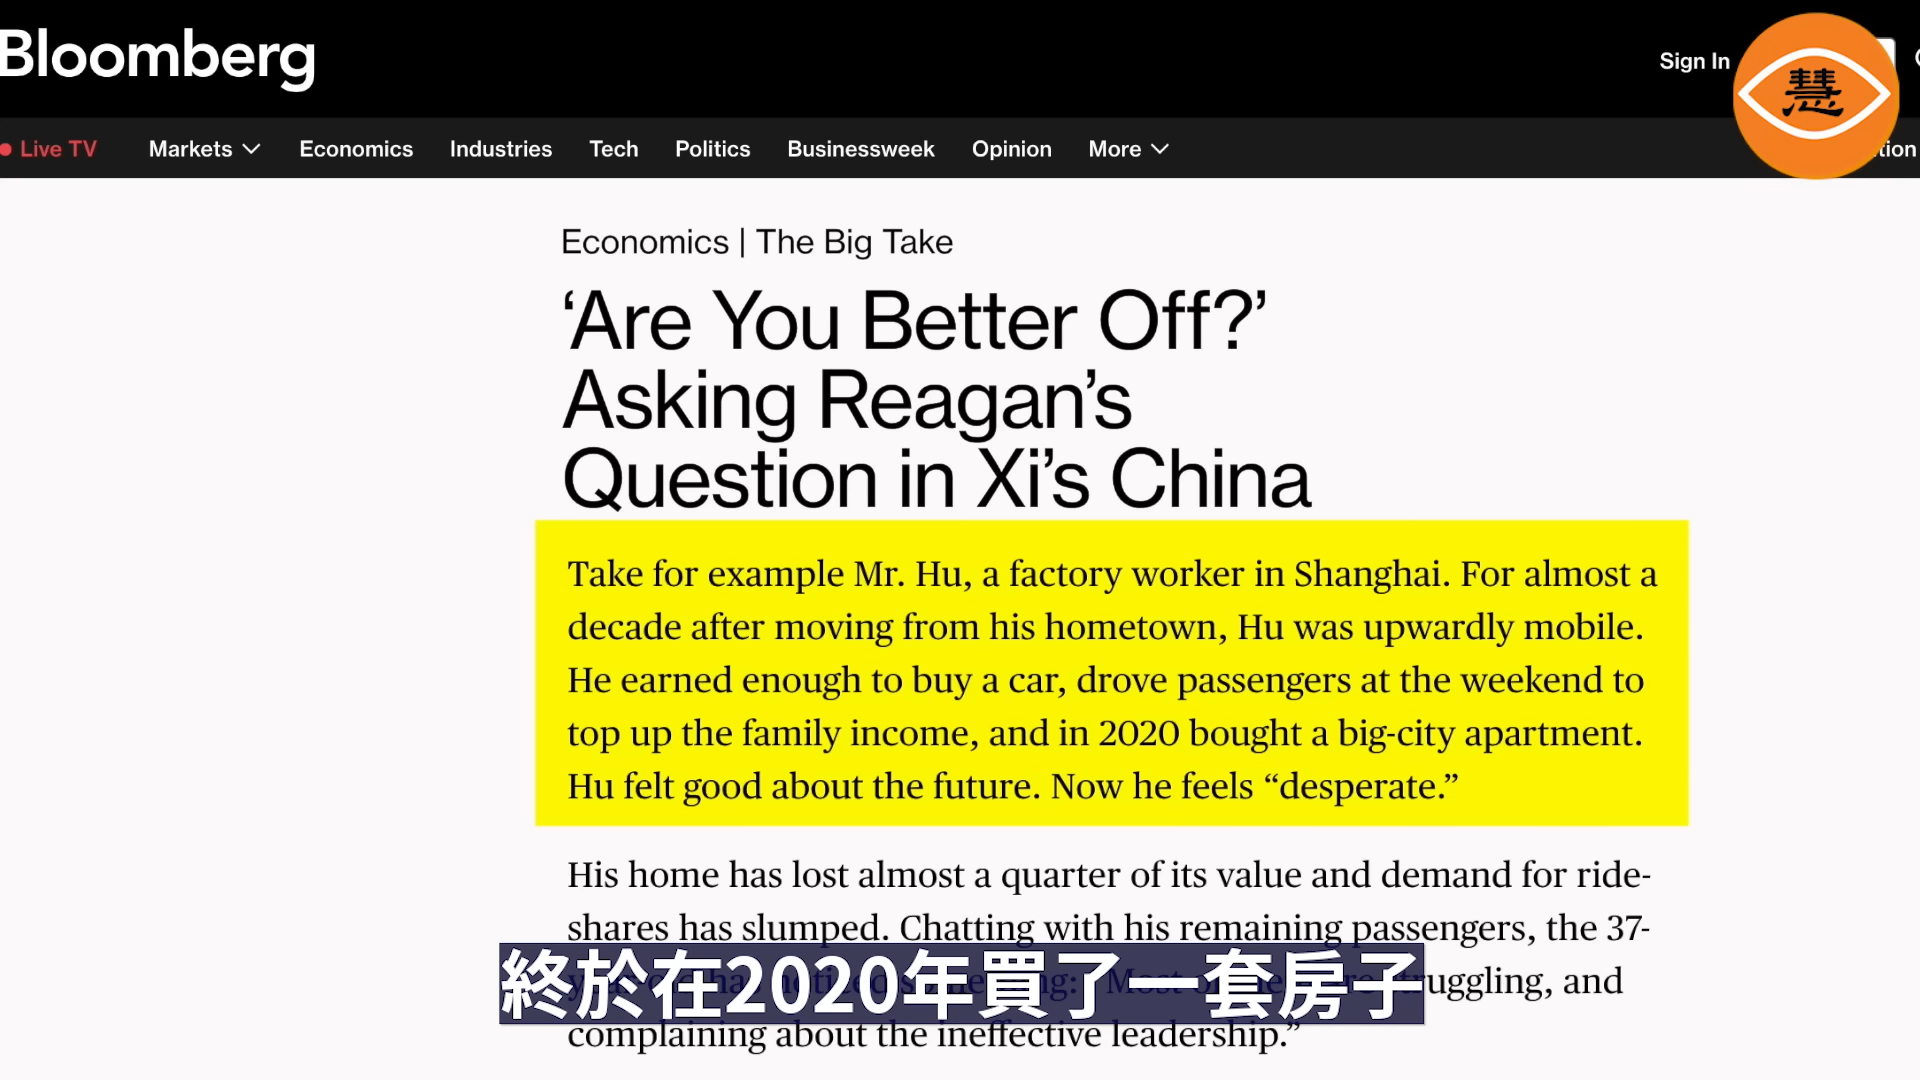 Bloomberg
Sign In
慧
Live TV Markets Economics Industries Tech Politics Businessweek Opinion More
Economics | The Big Take
‘Are You Better Off?’
Asking Reagan’s
Question in Xi’s China
Take for example Mr. Hu, a factory worker in Shanghai. For almost a
decade after moving from his hometown, Hu was upwardly mobile.
He earned enough to buy a car, drove passengers at the weekend to
top up the family income, and in 2020 bought a big-city apartment.
Hu felt good about the future. Now he feels “desperate.”
His home has lost almost a quarter of its value and demand for ride-
shares has slumped. Chatting with his remaining passengers, the 37-
and
終於在2020年買了一套房子
complaining about the ineffective leadership.”